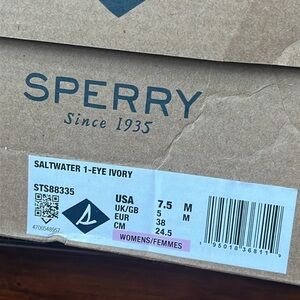 SPERRY
Since 1935
SALTWATER 1-EYE IVORY
STS88335
USA 7.5 M
UK/GB 5 M
EUR 38
CM 24.5
WOMENS/FEMMES
4700548957